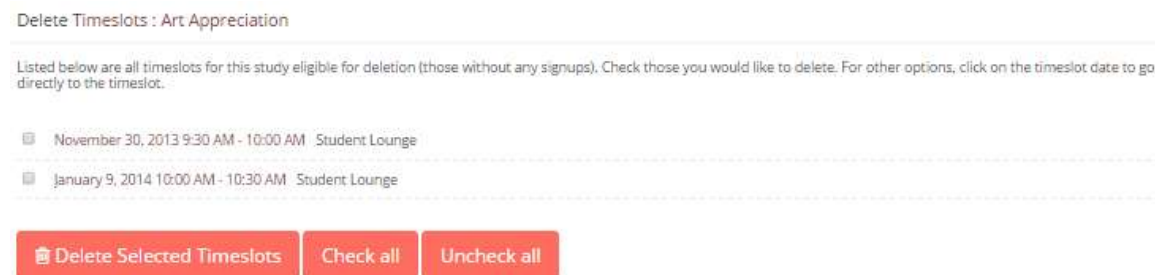 Delete Timeslots : Art Appreciation
Listed below are all timeslots for this study eligible for deletion (those without any signups). Check those you would like to delete. For other options, click on the timeslot date to go
directly to the timeslot.
November 30, 2013 9:30 AM - 10:00 AM Student Lounge
January 9, 2014 10:00 AM - 10:30 AM Student Lounge
Delete Selected Timeslots Check all Uncheck all